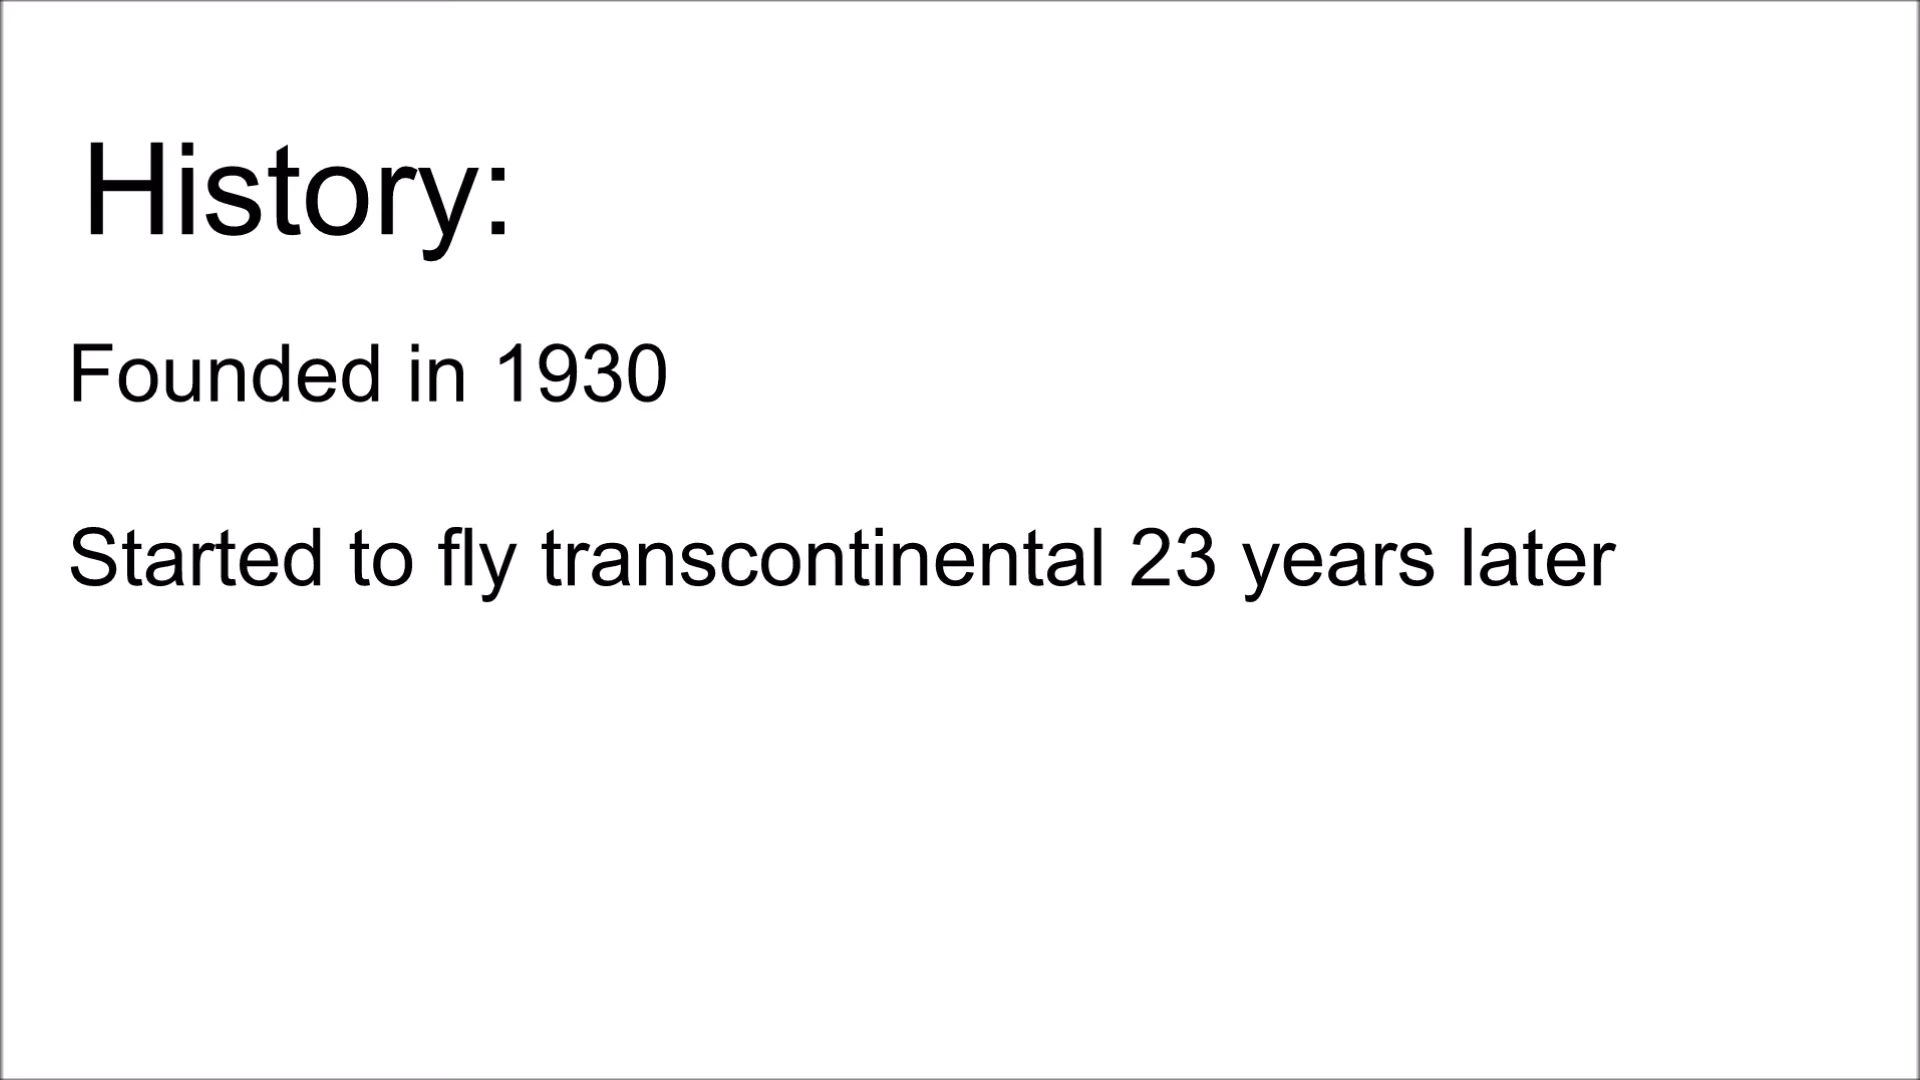 History:
Founded in 1930
Started to fly transcontinental 23 years later